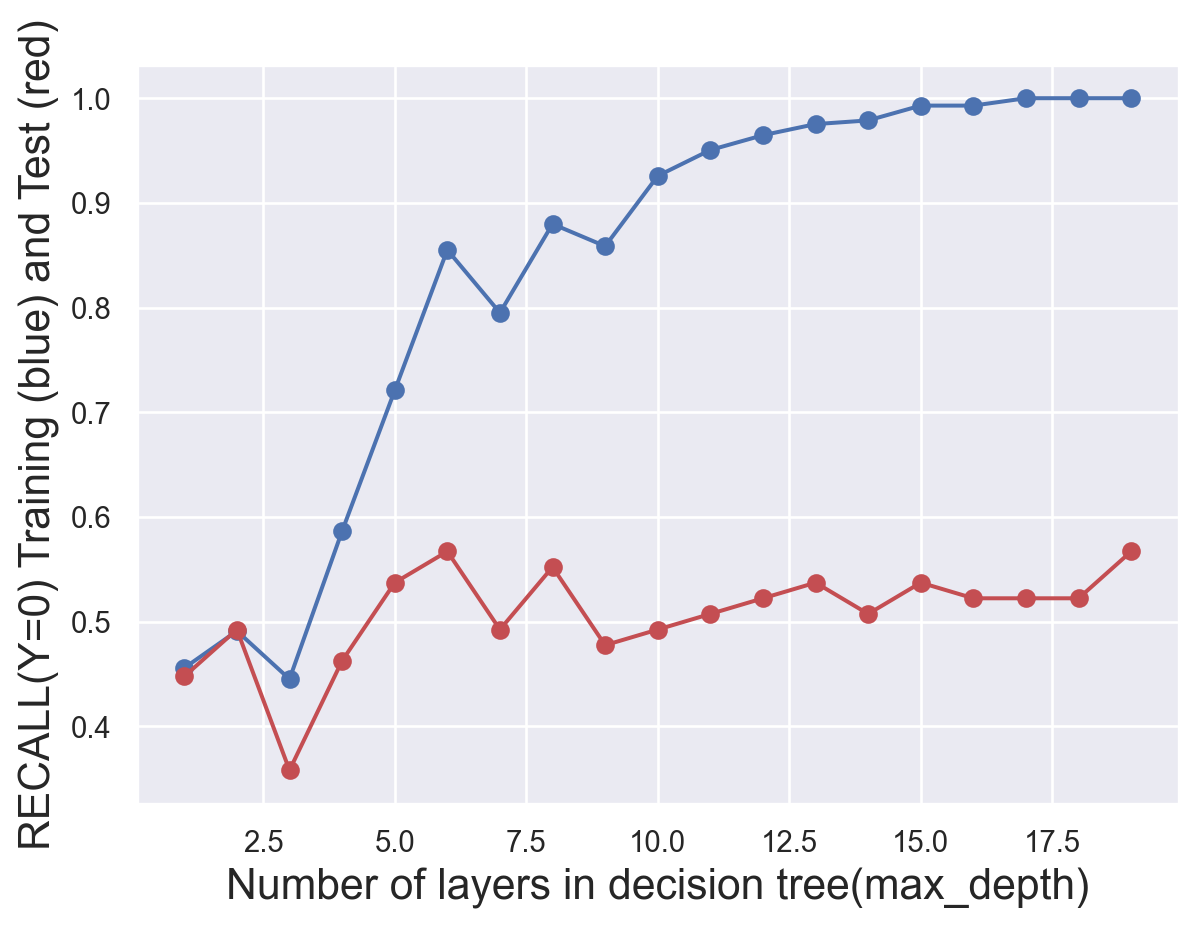 RECALL(Y=0) Training (blue) and Test (red)
1.0
0.9
0.8
0.7
0.6
0.5
0.4
2.5 5.0 7.5 10.0 12.5 15.0 17.5
Number of layers in decision tree(max_depth)